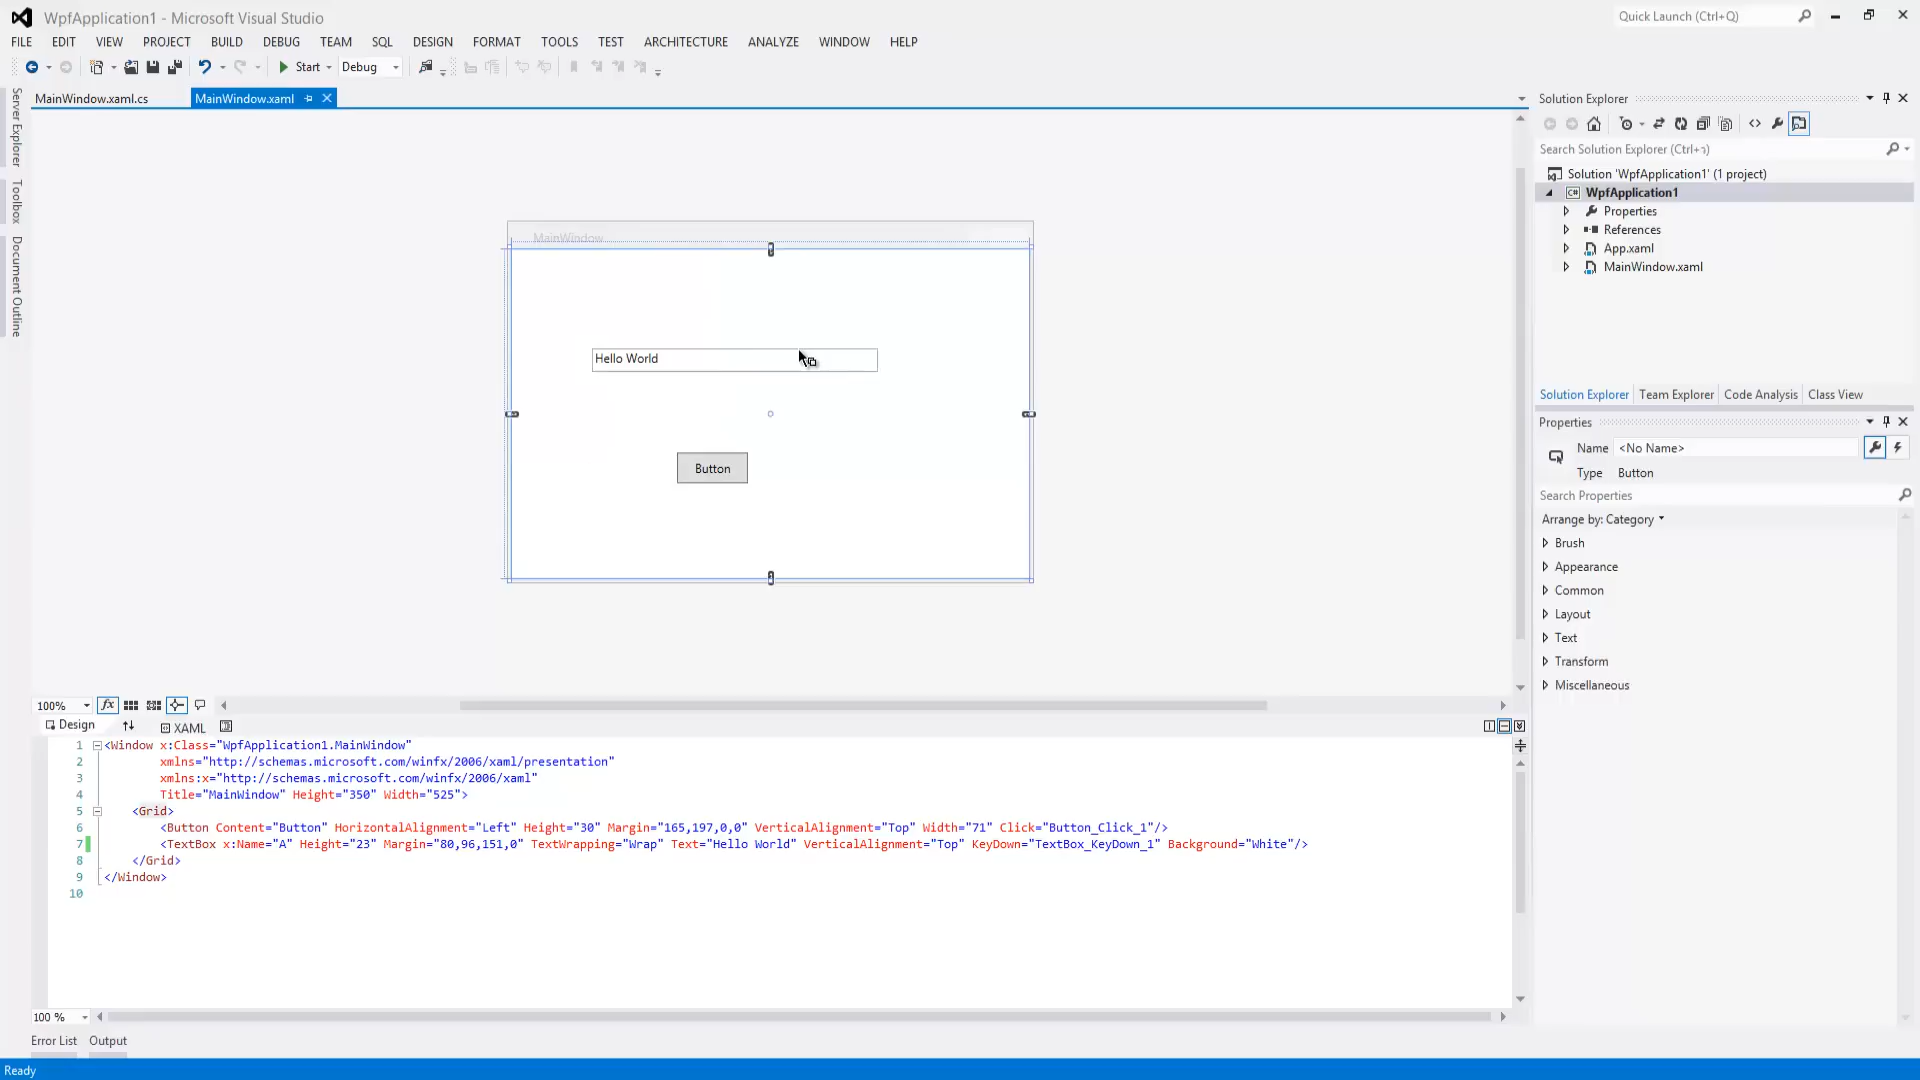 WpfApplication1 - Microsoft Visual Studio
Quick Launch (Ctrl+Q)
FILE EDIT VIEW PROJECT BUILD DEBUG TEAM SQL DESIGN FORMAT TOOLS TEST ARCHITECTURE ANALYZE WINDOW HELP
Start Debug
Server Explorer
Toolbox
Document Outline
MainWindow.xaml.cs MainWindow.xaml
MainWindow
Hello World
Button
Solution Explorer
Search Solution Explorer (Ctrl+ו)
Solution 'WpfApplication1' (1 project)
C# WpfApplication1
Properties
References
App.xaml
MainWindow.xaml
Solution Explorer Team Explorer Code Analysis Class View
Properties
Name <No Name>
Type Button
Search Properties
Arrange by: Category
Brush
Appearance
Common
Layout
Text
Transform
Miscellaneous
100% fx
Design XAML
1 <Window x:Class="WpfApplication1.MainWindow"
2 xmlns="http://schemas.microsoft.com/winfx/2006/xaml/presentation"
3 xmlns:x="http://schemas.microsoft.com/winfx/2006/xaml"
4 Title="MainWindow" Height="350" Width="525">
5 <Grid>
6 <Button Content="Button" HorizontalAlignment="Left" Height="30" Margin="165,197,0,0" VerticalAlignment="Top" Width="71" Click="Button_Click_1"/>
7 <TextBox x:Name="A" Height="23" Margin="80,96,151,0" TextWrapping="Wrap" Text="Hello World" VerticalAlignment="Top" KeyDown="TextBox_KeyDown_1" Background="White"/>
8 </Grid>
9 </Window>
10
100 %
Error List Output
Ready